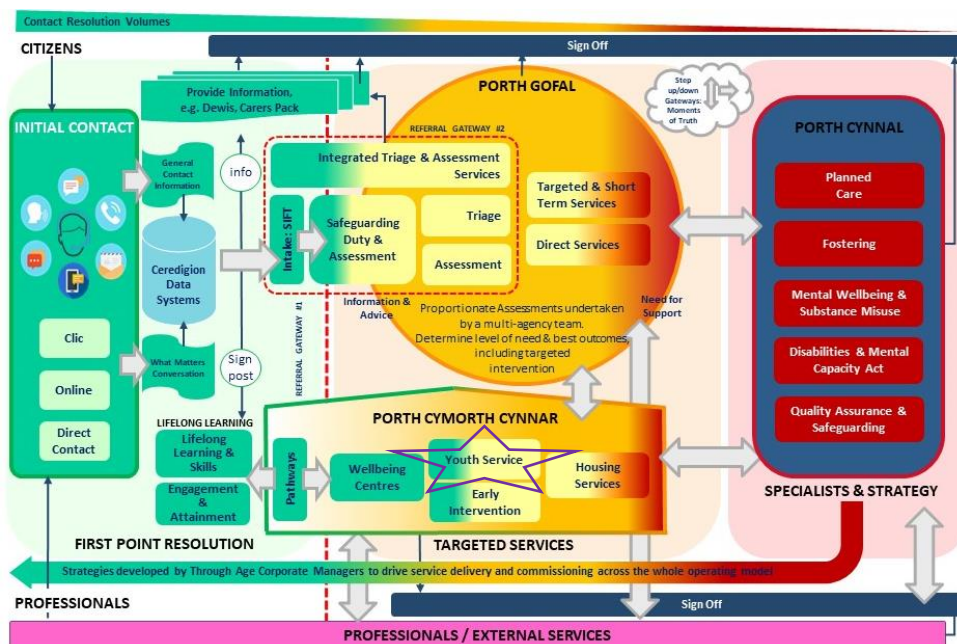 Contact Resolution Volumes
CITIZENS
Sign Off
Provide Information,
e.g. Dewis, Carers Pack
PORTH GOFAL
Step
up/down
Gateways:
Moments
of Truth
INITIAL CONTACT
General
Contact
Information
info
REFERRAL GATEWAY #2
Integrated Triage & Assessment
Services
PORTH CYNNAL
Planned
Care
Targeted & Short
Term Services
Intake: SIFT
Safeguarding
Duty &
Assessment
Triage
Direct Services
Fostering
Ceredigion
Data
Systems
Assessment
Mental Wellbeing &
Substance Misuse
Information &
Advice
Need for
Support
Proportionate Assessments undertaken
by a multi-agency team.
Determine level of need & best outcomes,
including targeted
intervention
REFERRAL GATEWAY #1
Clic
What Matters
Conversation
Sign
post
Disabilities & Mental
Capacity Act
Online
Direct
Contact
Quality Assurance &
Safeguarding
LIFELONG LEARNING
Lifelong
Learning &
Skills
Engagement
&
Attainment
PORTH CYMORTH CYNNAR
Pathways
Wellbeing
Centres
Youth Service
Early
Intervention
Housing
Services
SPECIALISTS & STRATEGY
FIRST POINT RESOLUTION
TARGETED SERVICES
Strategies developed by Through Age Corporate Managers to drive service delivery and commissioning across the whole operating model
PROFESSIONALS
Sign Off
PROFESSIONALS / EXTERNAL SERVICES